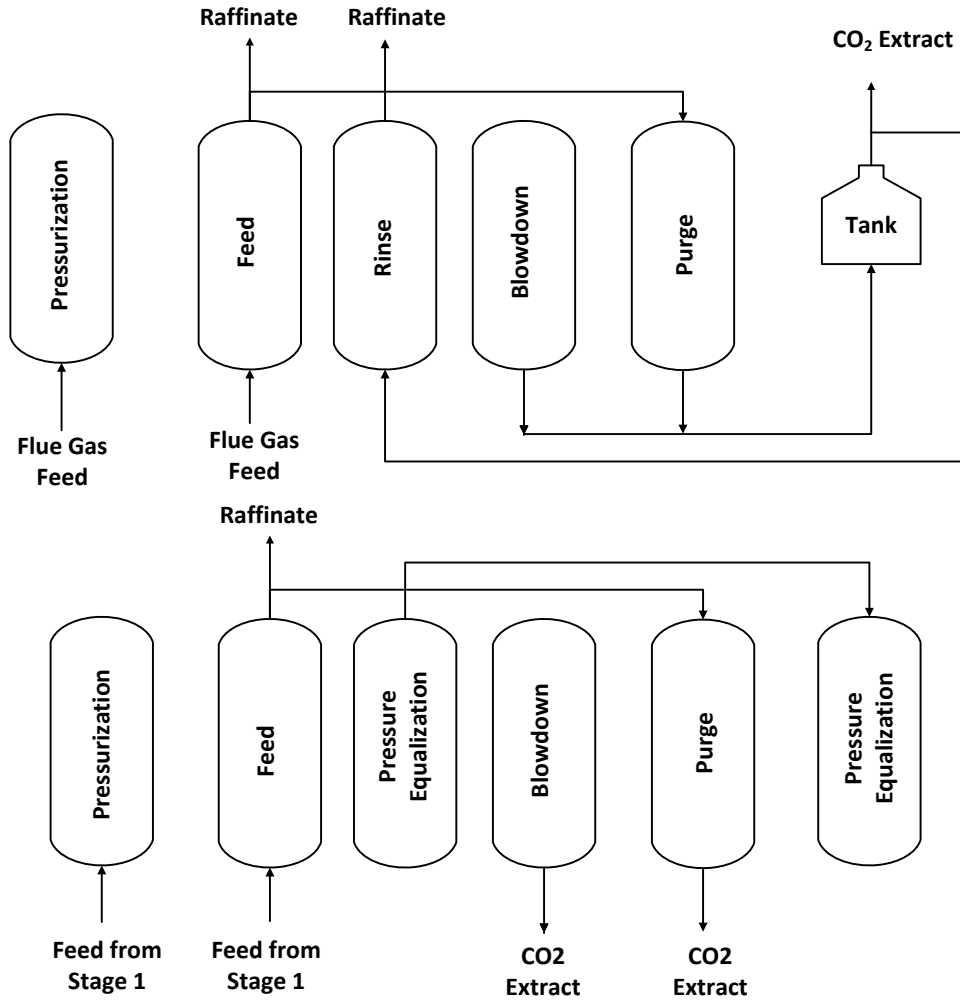 Raffinate
Raffinate
CO₂ Extract
Pressurization
Feed
Rinse
Blowdown
Purge
Tank
Flue Gas
Feed
Flue Gas
Feed
Raffinate
Pressurization
Feed
Pressure
Equalization
Blowdown
Purge
Pressure
Equalization
Feed from
Stage 1
Feed from
Stage 1
CO2
Extract
CO2
Extract